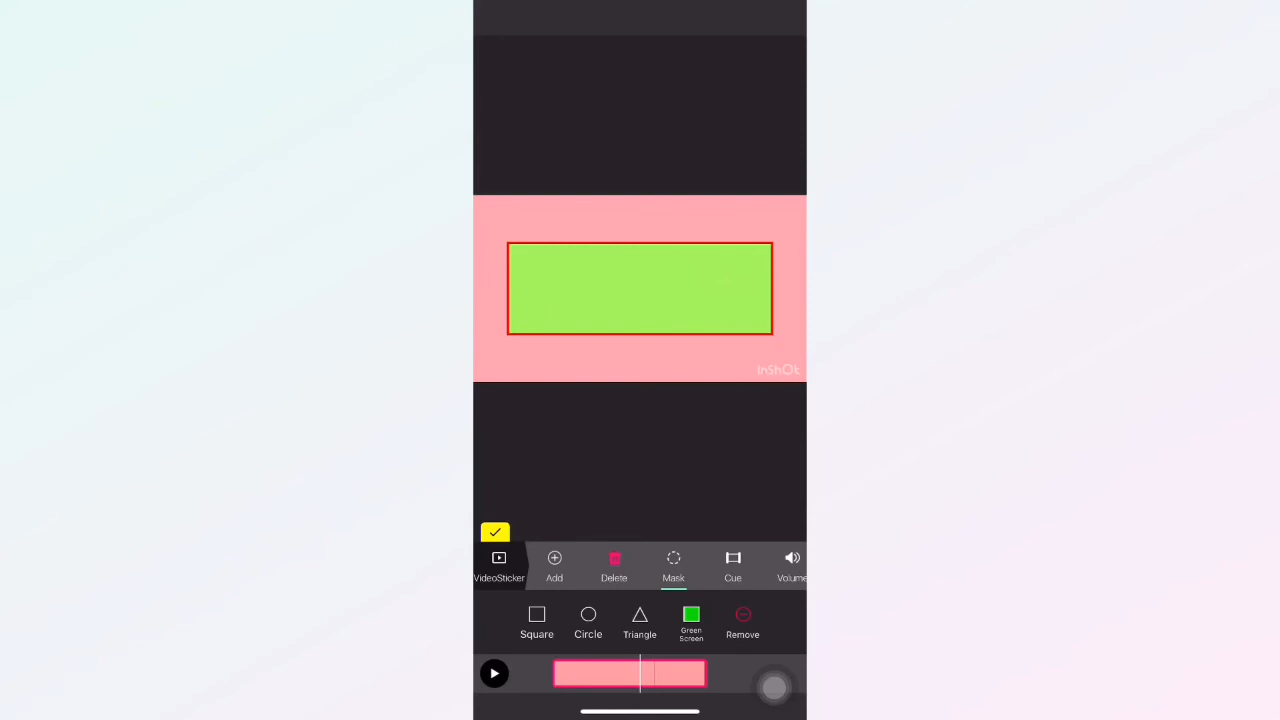 InShOt
VideoSticker Add Delete Mask Cue Volume
Square Circle Triangle Green Screen Remove